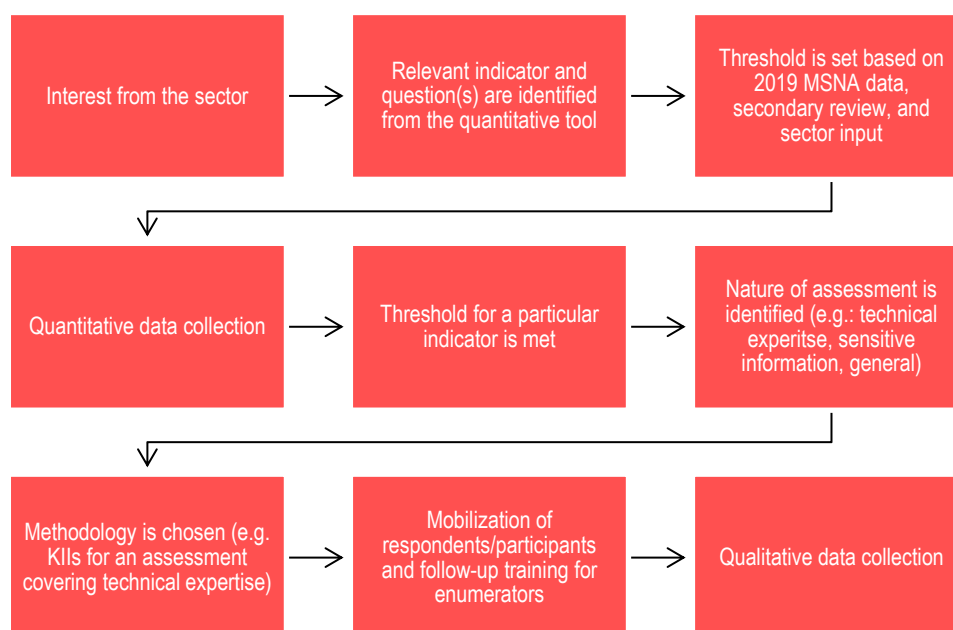 Interest from the sector
Relevant indicator and
question(s) are identified
from the quantitative tool
Threshold is set based on
2019 MSNA data,
secondary review, and
sector input
Quantitative data collection
Threshold for a particular
indicator is met
Nature of assessment is
identified (e.g.: technical
experitse, sensitive
information, general)
Methodology is chosen (e.g.
KIIs for an assessment
covering technical expertise)
Mobilization of
respondents/participants
and follow-up training for
enumerators
Qualitative data collection